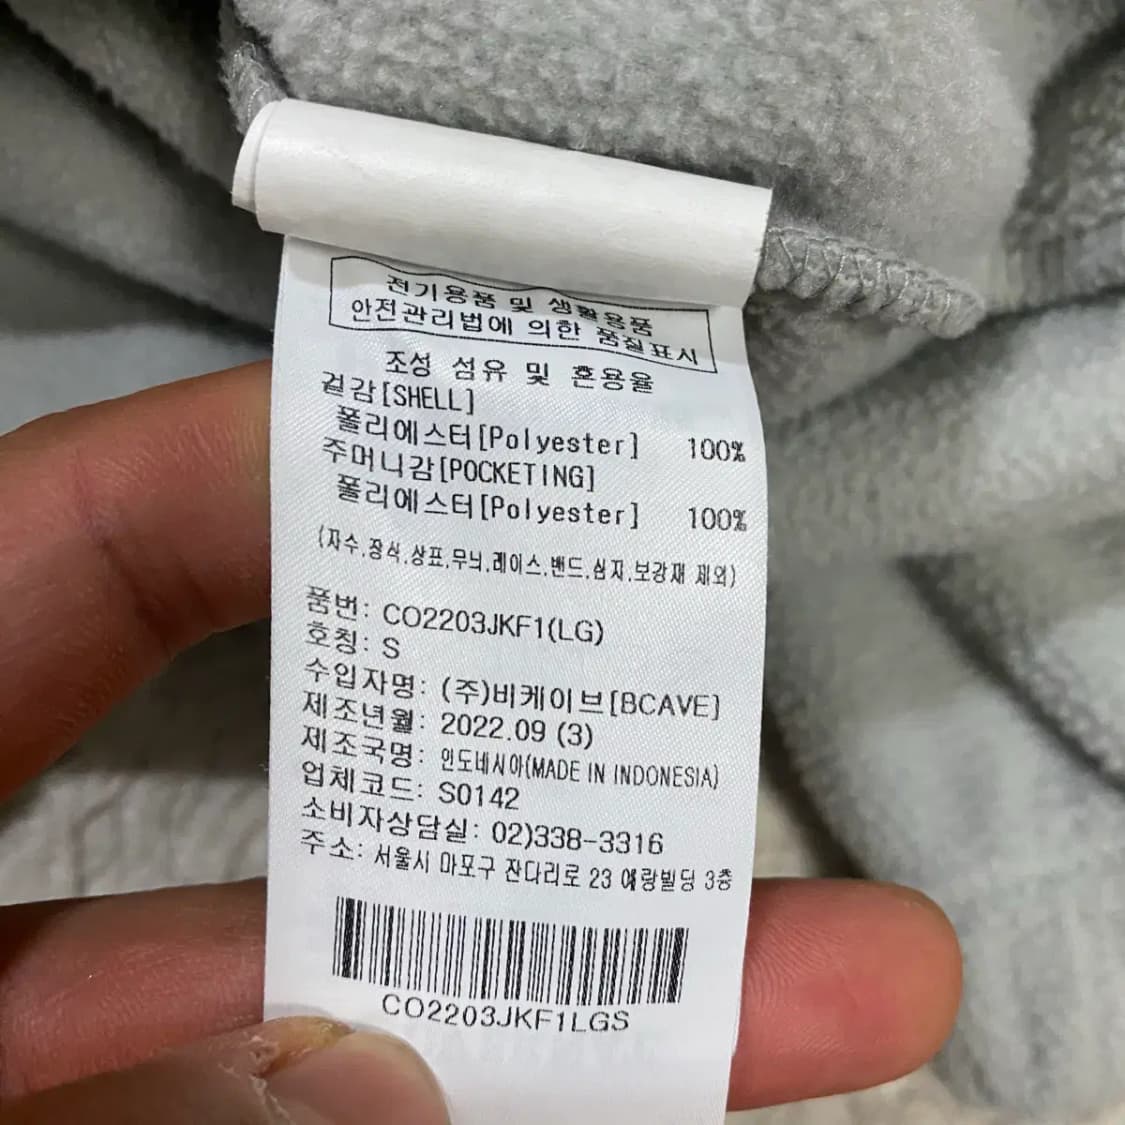 전기용품 및 생활용품
안전관리법에 의한 품질표시
조성 섬유 및 혼용율
겉감[SHELL]
폴리에스터[Polyester] 100%
주머니감[POCKETING]
폴리에스터[Polyester] 100%
(자수,장식,상표,무늬,레이스,밴드,심지,보강재 제외)
품번: CO2203JKF1(LG)
호칭: S
수입자명: (주)비케이브[BCAVE]
제조년월: 2022.09 (3)
제조국명: 인도네시아(MADE IN INDONESIA)
업체코드: S0142
소비자상담실: 02)338-3316
주소: 서울시 마포구 잔다리로 23 애랑빌딩 3층
CO2203JKF1LGS